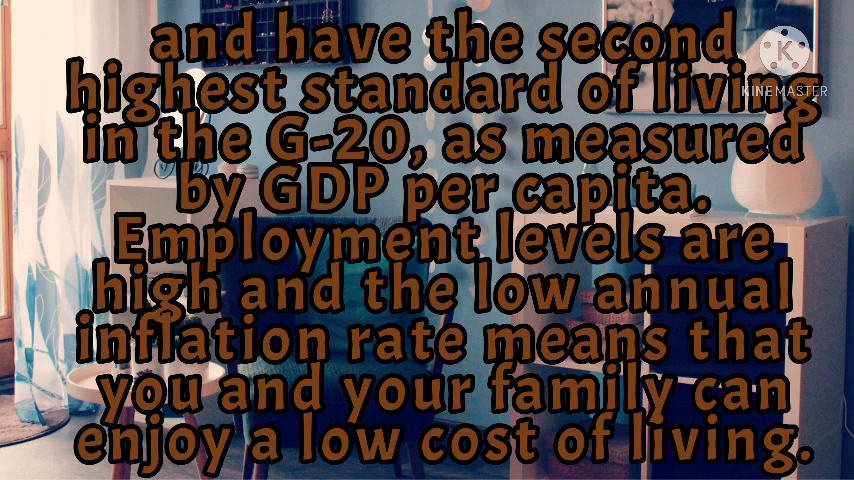 and have the second
highest standard of living
in the G-20, as measured
by GDP per capita.
Employment levels are
high and the low annual
inflation rate means that
you and your family can
enjoy a low cost of living.
K
KINEMASTER